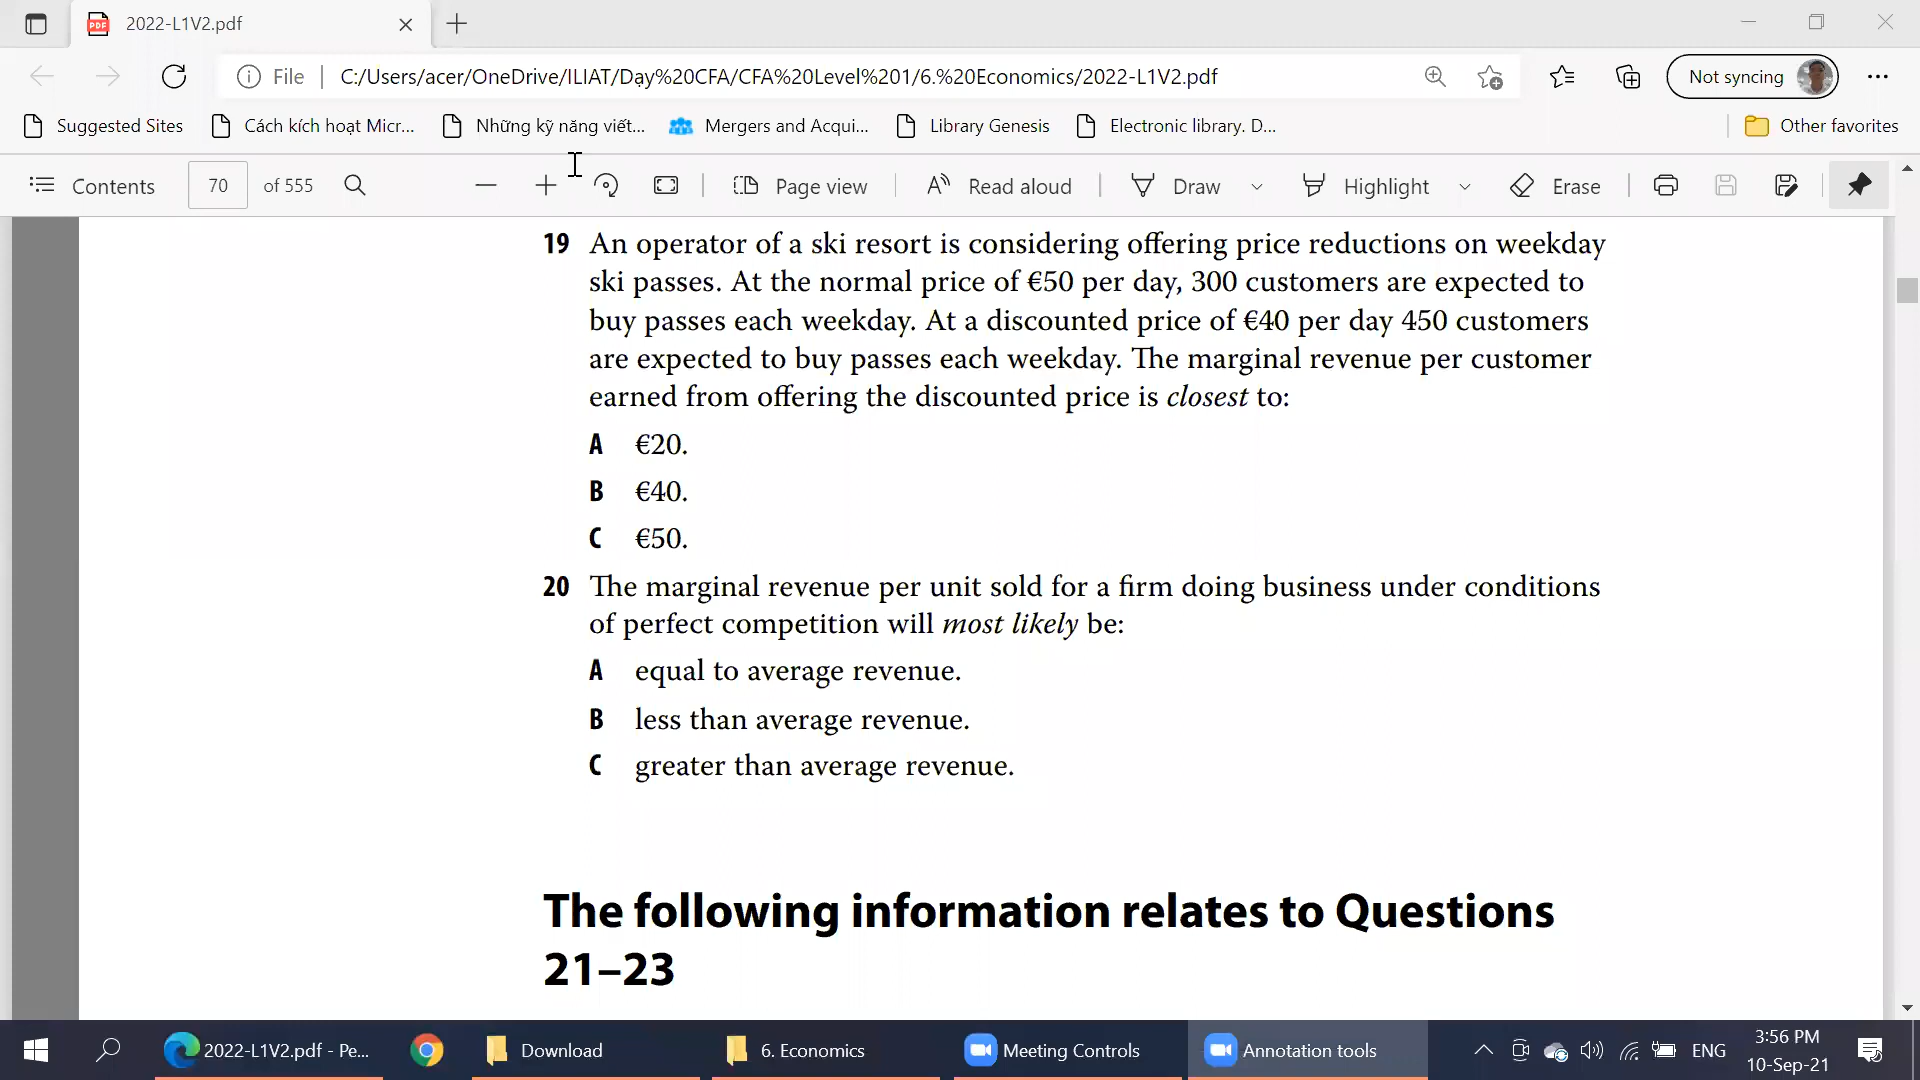 2022-L1V2.pdf
File
C:/Users/acer/OneDrive/ILIAT/Dạy%20CFA/CFA%20Level%201/6.%20Economics/2022-L1V2.pdf
Not syncing
Suggested Sites
Cách kích hoạt Micr...
Những kỹ năng viết...
Mergers and Acqui...
Library Genesis
Electronic library. D...
Other favorites
Contents
70
of 555
Page view
Read aloud
Draw
Highlight
Erase
19 An operator of a ski resort is considering offering price reductions on weekday
ski passes. At the normal price of €50 per day, 300 customers are expected to
buy passes each weekday. At a discounted price of €40 per day 450 customers
are expected to buy passes each weekday. The marginal revenue per customer
earned from offering the discounted price is closest to:
A €20.
B €40.
C €50.
20 The marginal revenue per unit sold for a firm doing business under conditions
of perfect competition will most likely be:
A equal to average revenue.
B less than average revenue.
C greater than average revenue.
The following information relates to Questions
21–23
2022-L1V2.pdf - Pe...
Download
6. Economics
Meeting Controls
Annotation tools
ENG
3:56 PM
10-Sep-21